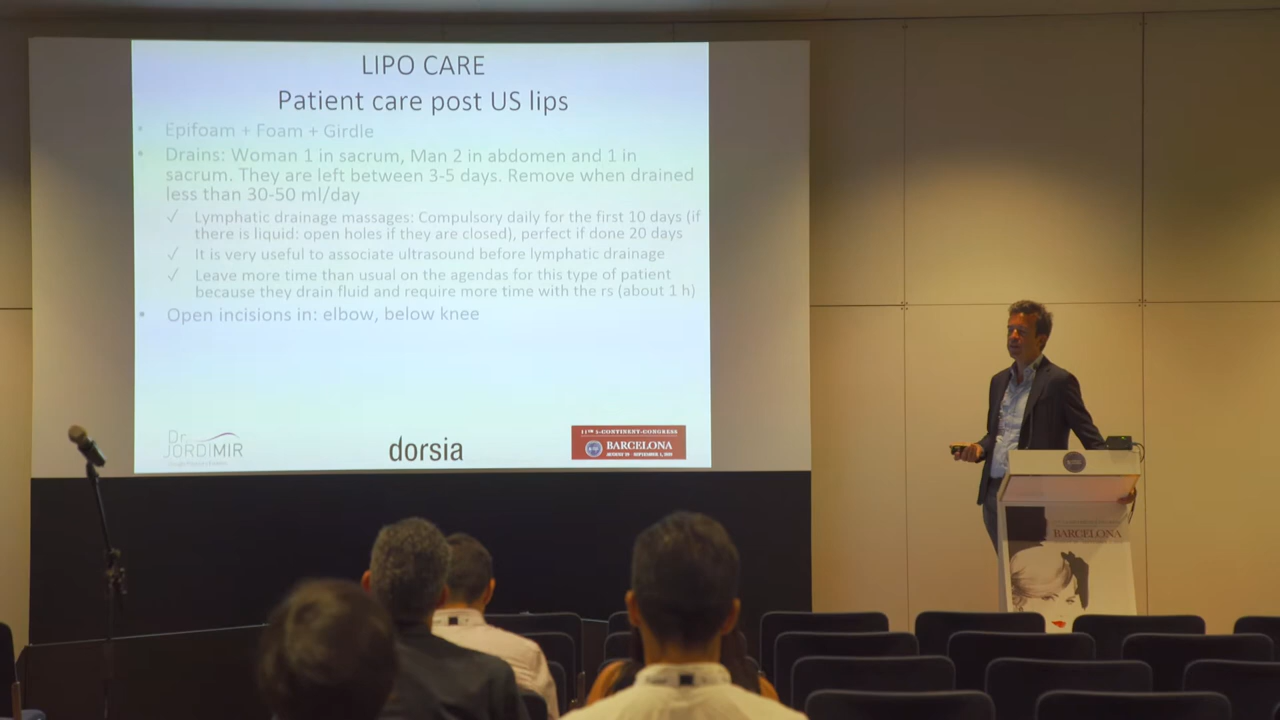 LIPO CARE
Patient care post US lips
• Epifoam + Foam + Girdle
• Drains: Woman 1 in sacrum, Man 2 in abdomen and 1 in
sacrum. They are left between 3-5 days. Remove when drained
less than 30-50 ml/day
✓ Lymphatic drainage massages: Compulsory daily for the first 10 days (if
there is liquid: open holes if they are closed), perfect if done 20 days
✓ It is very useful to associate ultrasound before lymphatic drainage
✓ Leave more time than usual on the agendas for this type of patient
because they drain fluid and require more time with the rs (about 1 h)
• Open incisions in: elbow, below knee
Dr.
JORDIMIR
dorsia
11TH 5-CONTINENT-CONGRESS
BARCELONA
BARCELONA